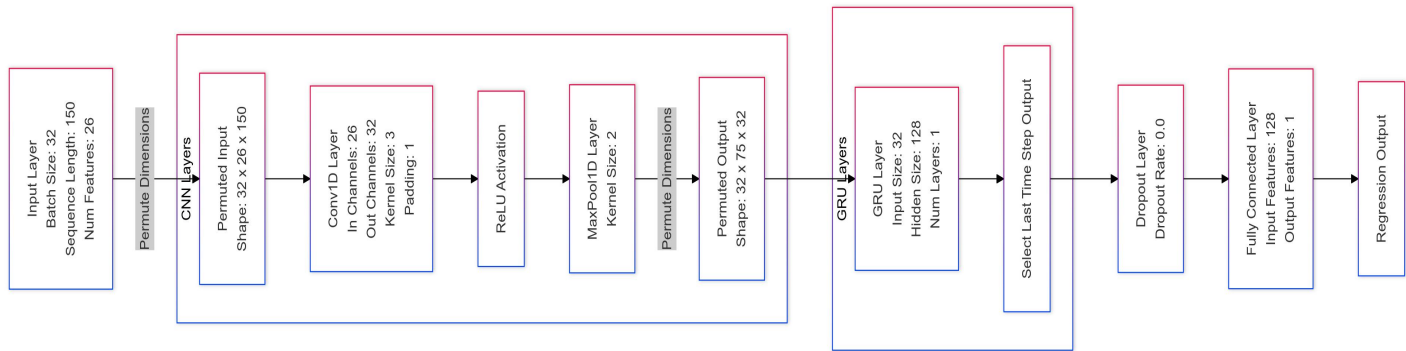 Input Layer
Batch Size: 32
Sequence Length: 150
Num Features: 26
Permute Dimensions
CNN Layers
Permuted Input
Shape: 32 x 26 x 150
Conv1D Layer
In Channels: 26
Out Channels: 32
Kernel Size: 3
Padding: 1
ReLU Activation
MaxPool1D Layer
Kernel Size: 2
Permute Dimensions
Permuted Output
Shape: 32 x 75 x 32
GRU Layers
GRU Layer
Input Size: 32
Hidden Size: 128
Num Layers: 1
Select Last Time Step Output
Dropout Layer
Dropout Rate: 0.0
Fully Connected Layer
Input Features: 128
Output Features: 1
Regression Output